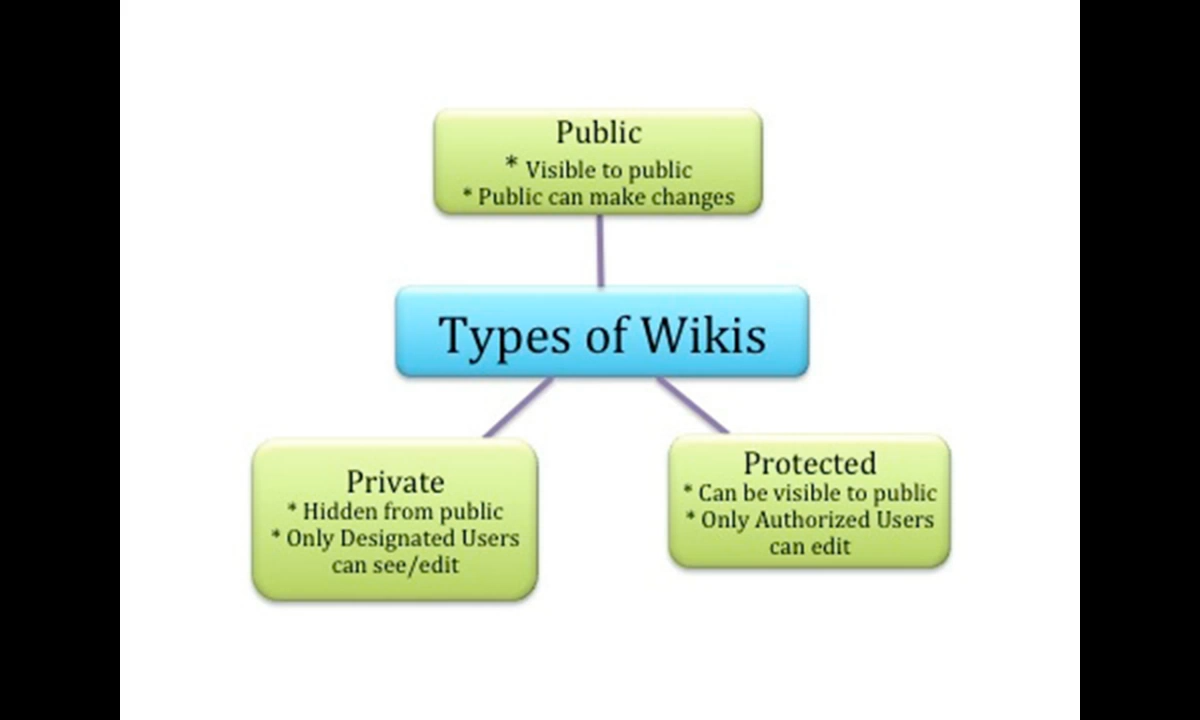 Public
* Visible to public
* Public can make changes
Types of Wikis
Private
* Hidden from public
* Only Designated Users
can see/edit
Protected
* Can be visible to public
* Only Authorized Users
can edit